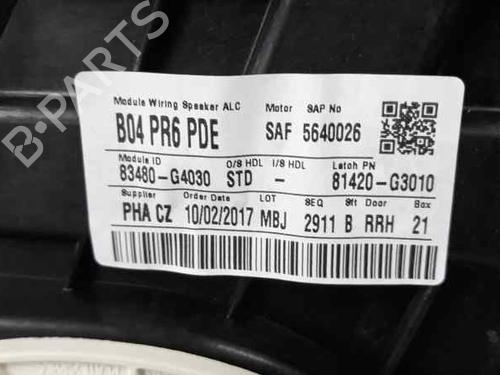 B-PARTS
Module Wiring Speaker ALC Motor SAP No
B04 PR6 PDE SAF 5640026
Module ID O/S HDL I/S HDL Latch PN
83480-G4030 STD - 81420-G3010
Supplier Order Date LOT SEQ Sft Door Box
PHA CZ 10/02/2017 MBJ 2911 B RRH 21